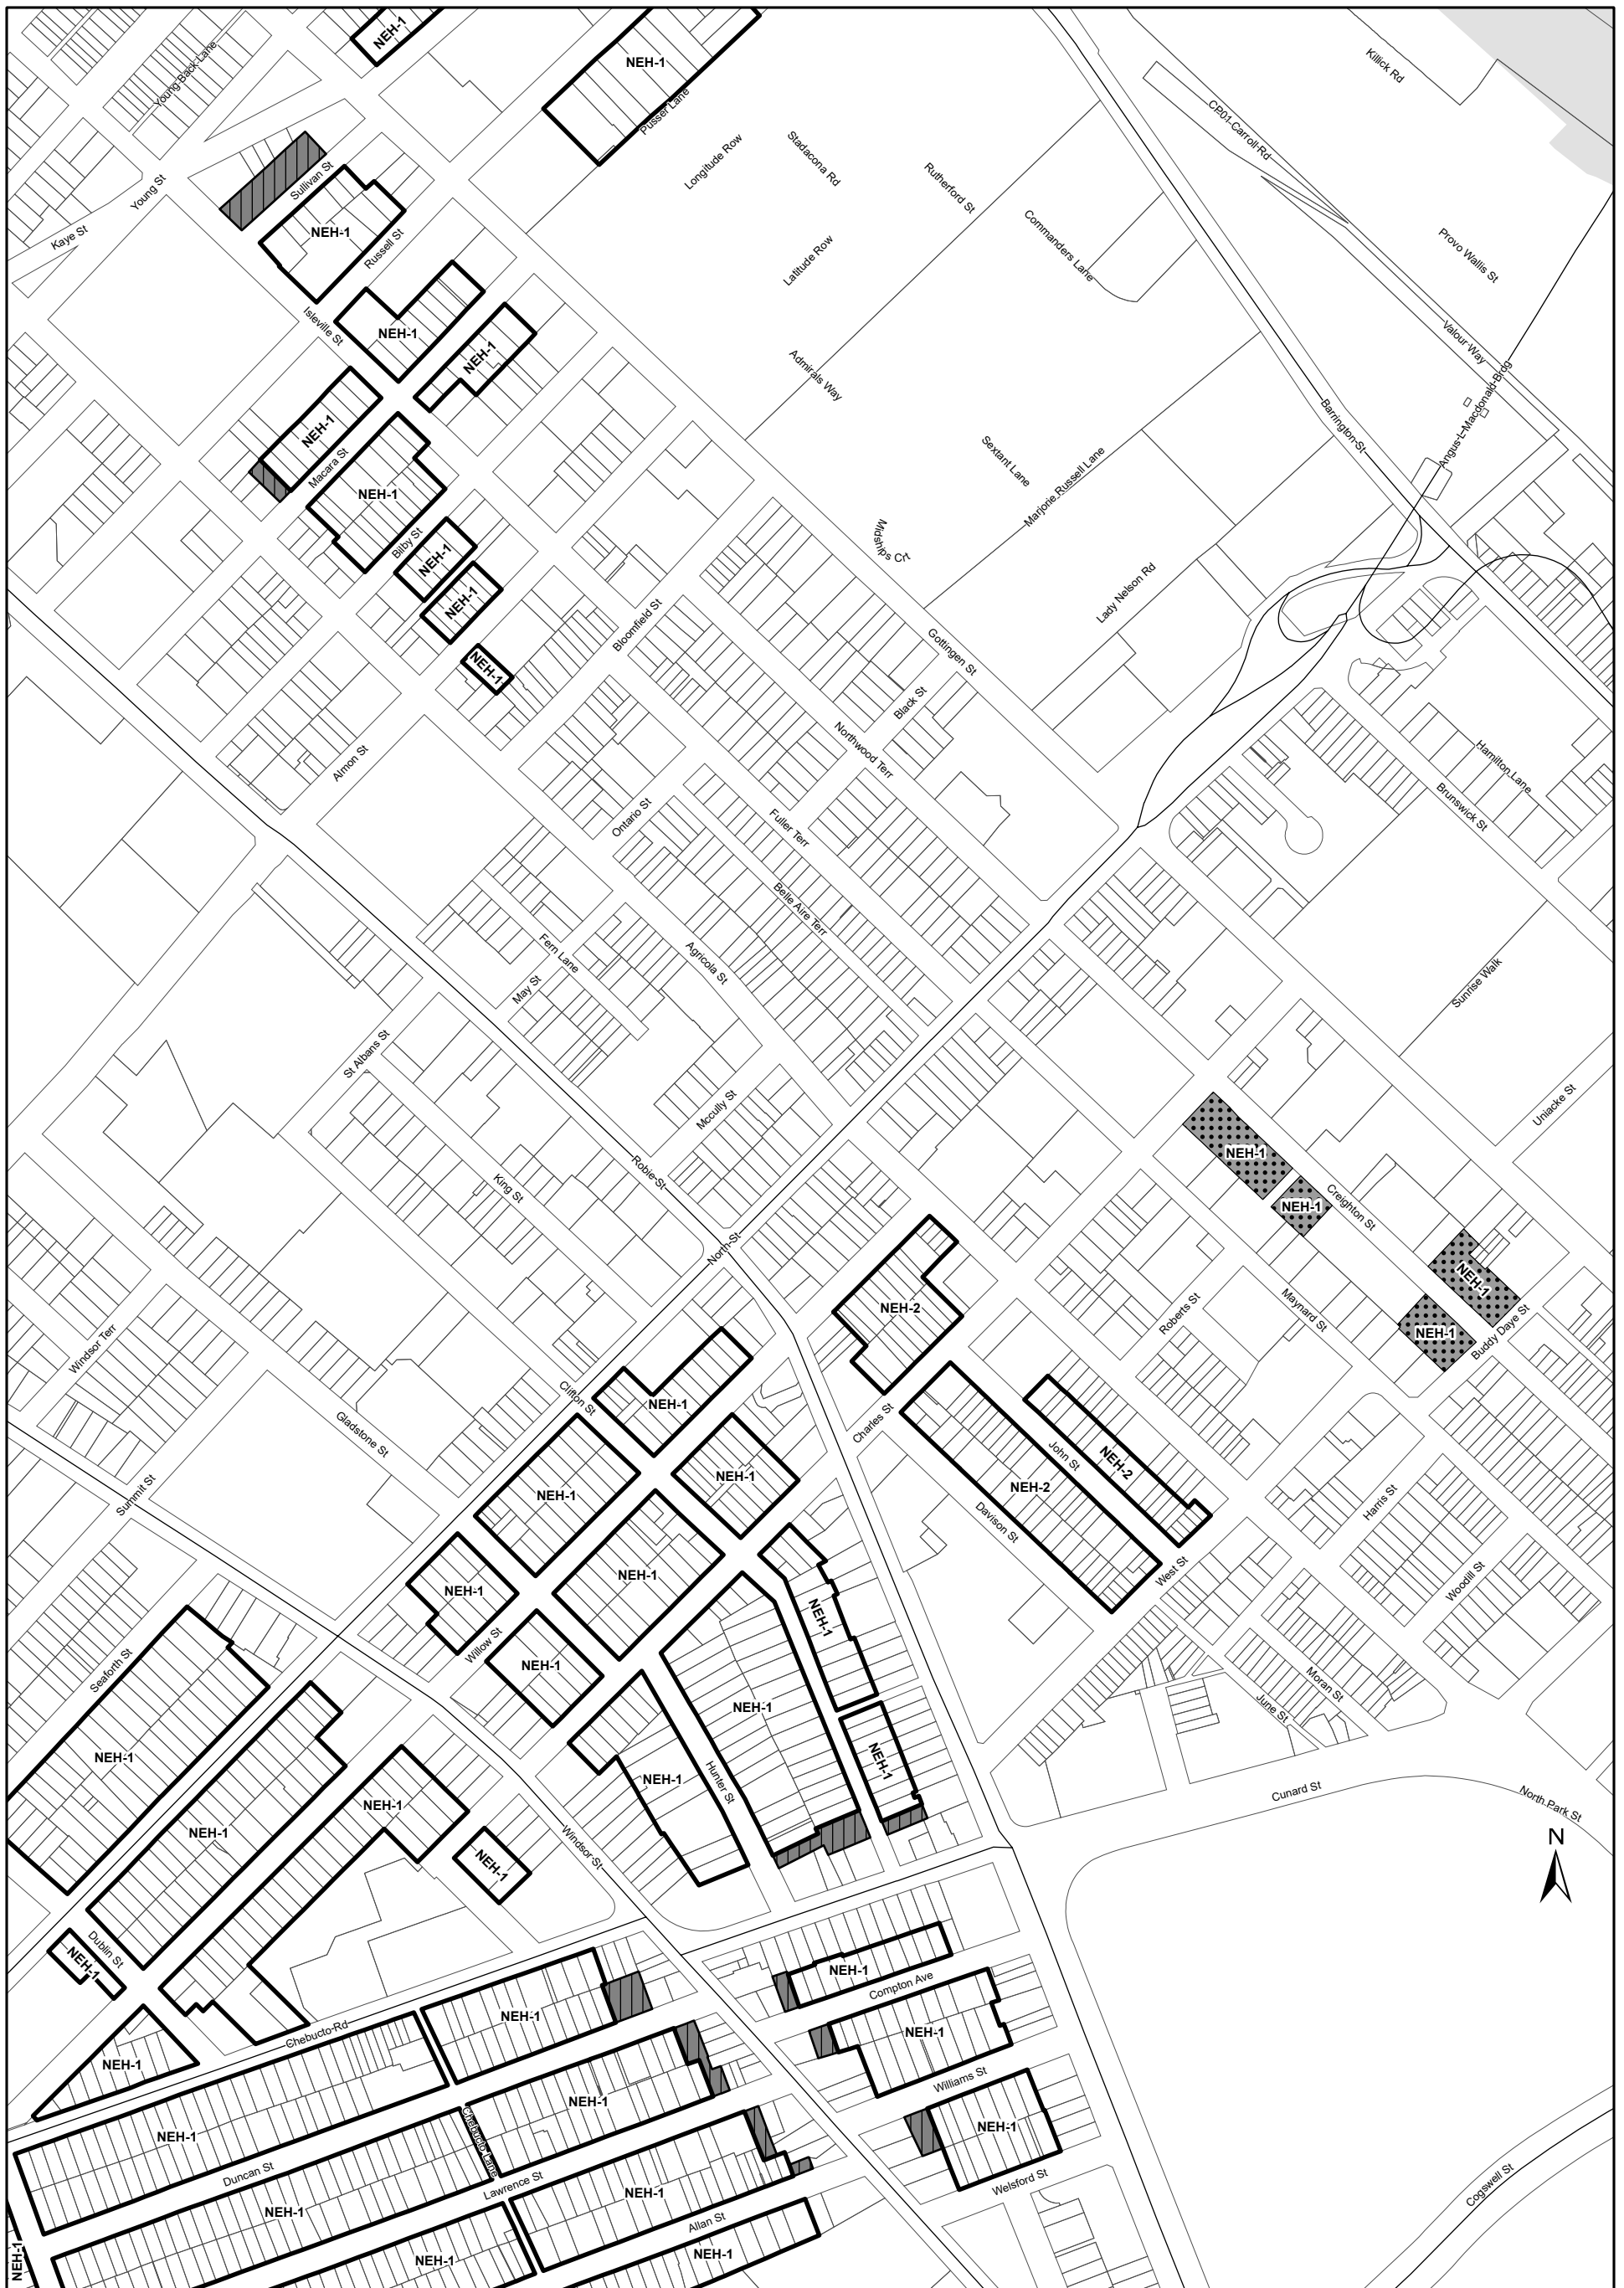 NEH-1
NEH-1
Killick Rd
Young Back Lane
Pusser Lane
CP01 Carroll Rd
Longitude Row
Stadacona Rd
Rutherford St
Sullivan St
Young St
Commanders Lane
Kaye St
NEH-1
Russell St
Latitude Row
Provo Wallis St
Isleville St
NEH-1
NEH-1
Valour Way
Admirals Way
Angus L Macdonald Brdg
Barrington St
NEH-1
Macara St
Sextant Lane
Marjorie Russell Lane
NEH-1
Bilby St
Midships Crt
NEH-1
NEH-1
Lady Nelson Rd
Bloomfield St
Gottingen St
NEH-1
Black St
Northwood Terr
Almon St
Hamilton Lane
Brunswick St
Ontario St
Fuller Terr
Belle Aire Terr
Fern Lane
Agricola St
May St
Sunrise Walk
St Albans St
Mccully St
Uniacke St
NEH-1
Robie St
King St
NEH-1
Creighton St
North St
NEH-1
NEH-2
Maynard St
Roberts St
Windsor Terr
NEH-1
Buddy Daye St
Clifton St
NEH-1
Charles St
Gladstone St
John St
NEH-2
NEH-1
NEH-2
Summit St
NEH-1
Harris St
Davison St
West St
NEH-1
NEH-1
Woodill St
NEH-1
Willow St
NEH-1
Seaforth St
Moran St
June St
NEH-1
NEH-1
NEH-1
NEH-1
Hunter St
Cunard St
North Park St
NEH-1
NEH-1
Windsor St
N
NEH-1
Dublin St
NEH-1
NEH-1
Compton Ave
NEH-1
Chebucto Rd
NEH-1
NEH-1
Williams St
NEH-1
NEH-1
NEH-1
Chebucto Lane
Duncan St
Lawrence St
Welsford St
NEH-1
NEH-1
Cogswell St
Allan St
NEH-1
NEH-1
NEH-1